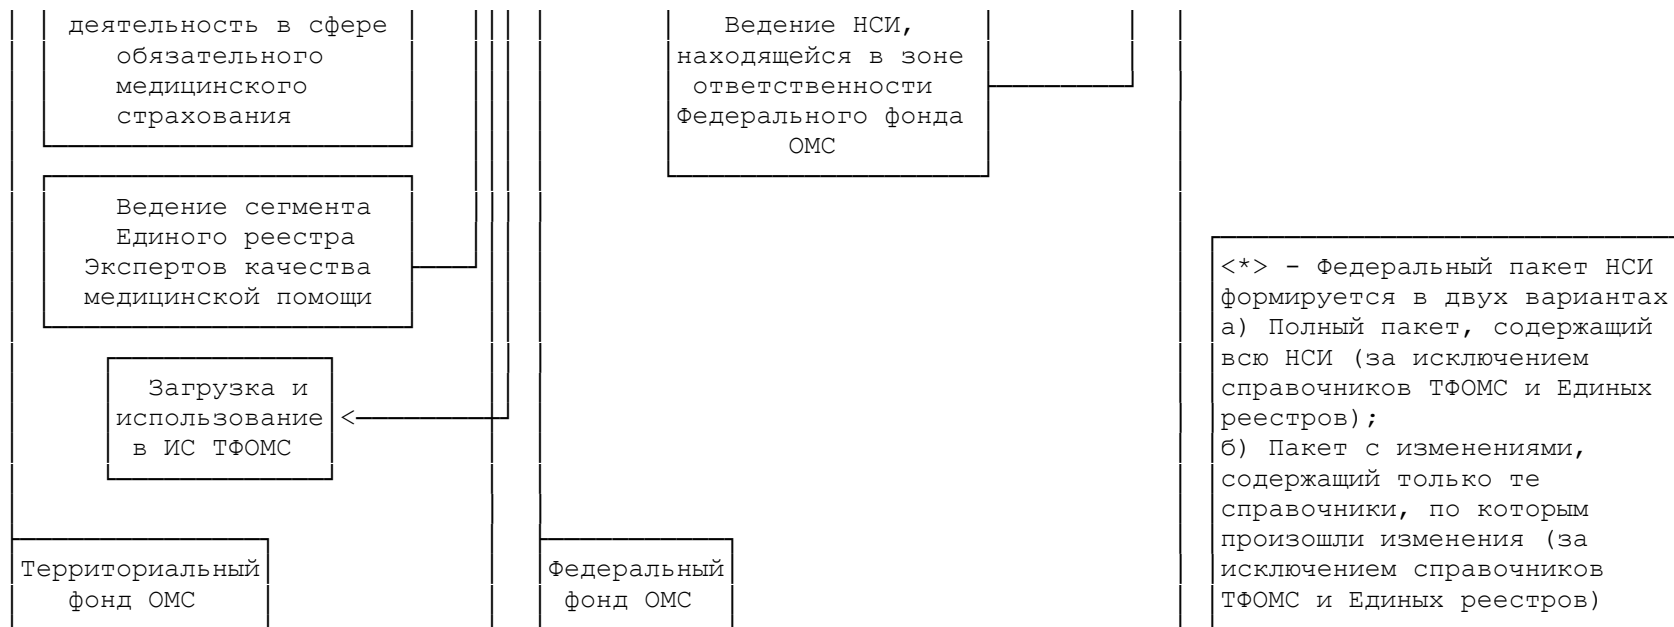 деятельность в сфере
обязательного
медицинского
страхования
Ведение НСИ,
находящейся в зоне
ответственности
Федерального фонда
ОМС
Ведение сегмента
Единого реестра
Экспертов качества
медицинской помощи
Загрузка и
использование
в ИС ТФОМС
<
Территориальный
фонд ОМС
Федеральный
фонд ОМС
<*> - Федеральный пакет НСИ
формируется в двух вариантах
а) Полный пакет, содержащий
всю НСИ (за исключением
справочников ТФОМС и Единых
реестров);
б) Пакет с изменениями,
содержащий только те
справочники, по которым
произошли изменения (за
исключением справочников
ТФОМС и Единых реестров)